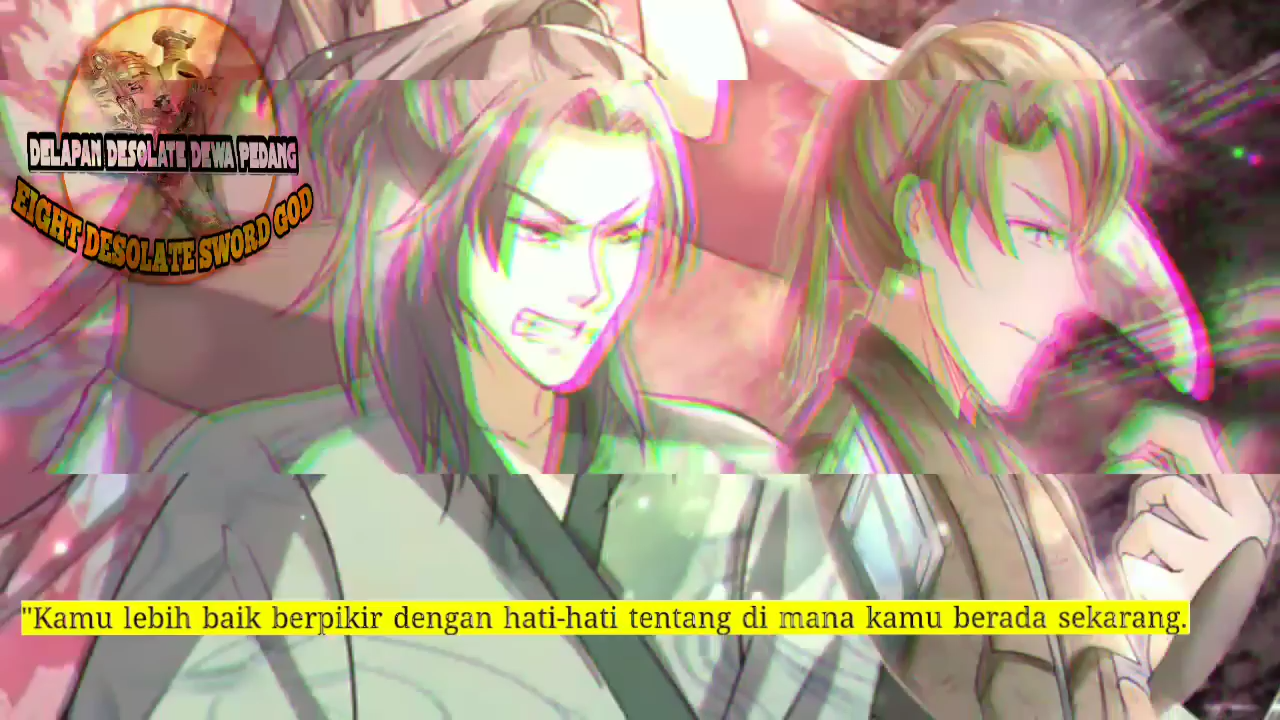 DELAPAN DESOLATE DEWA PEDANG
EIGHT DESOLATE SWORD GOD
"Kamu lebih baik berpikir dengan hati-hati tentang di mana kamu berada sekarang.